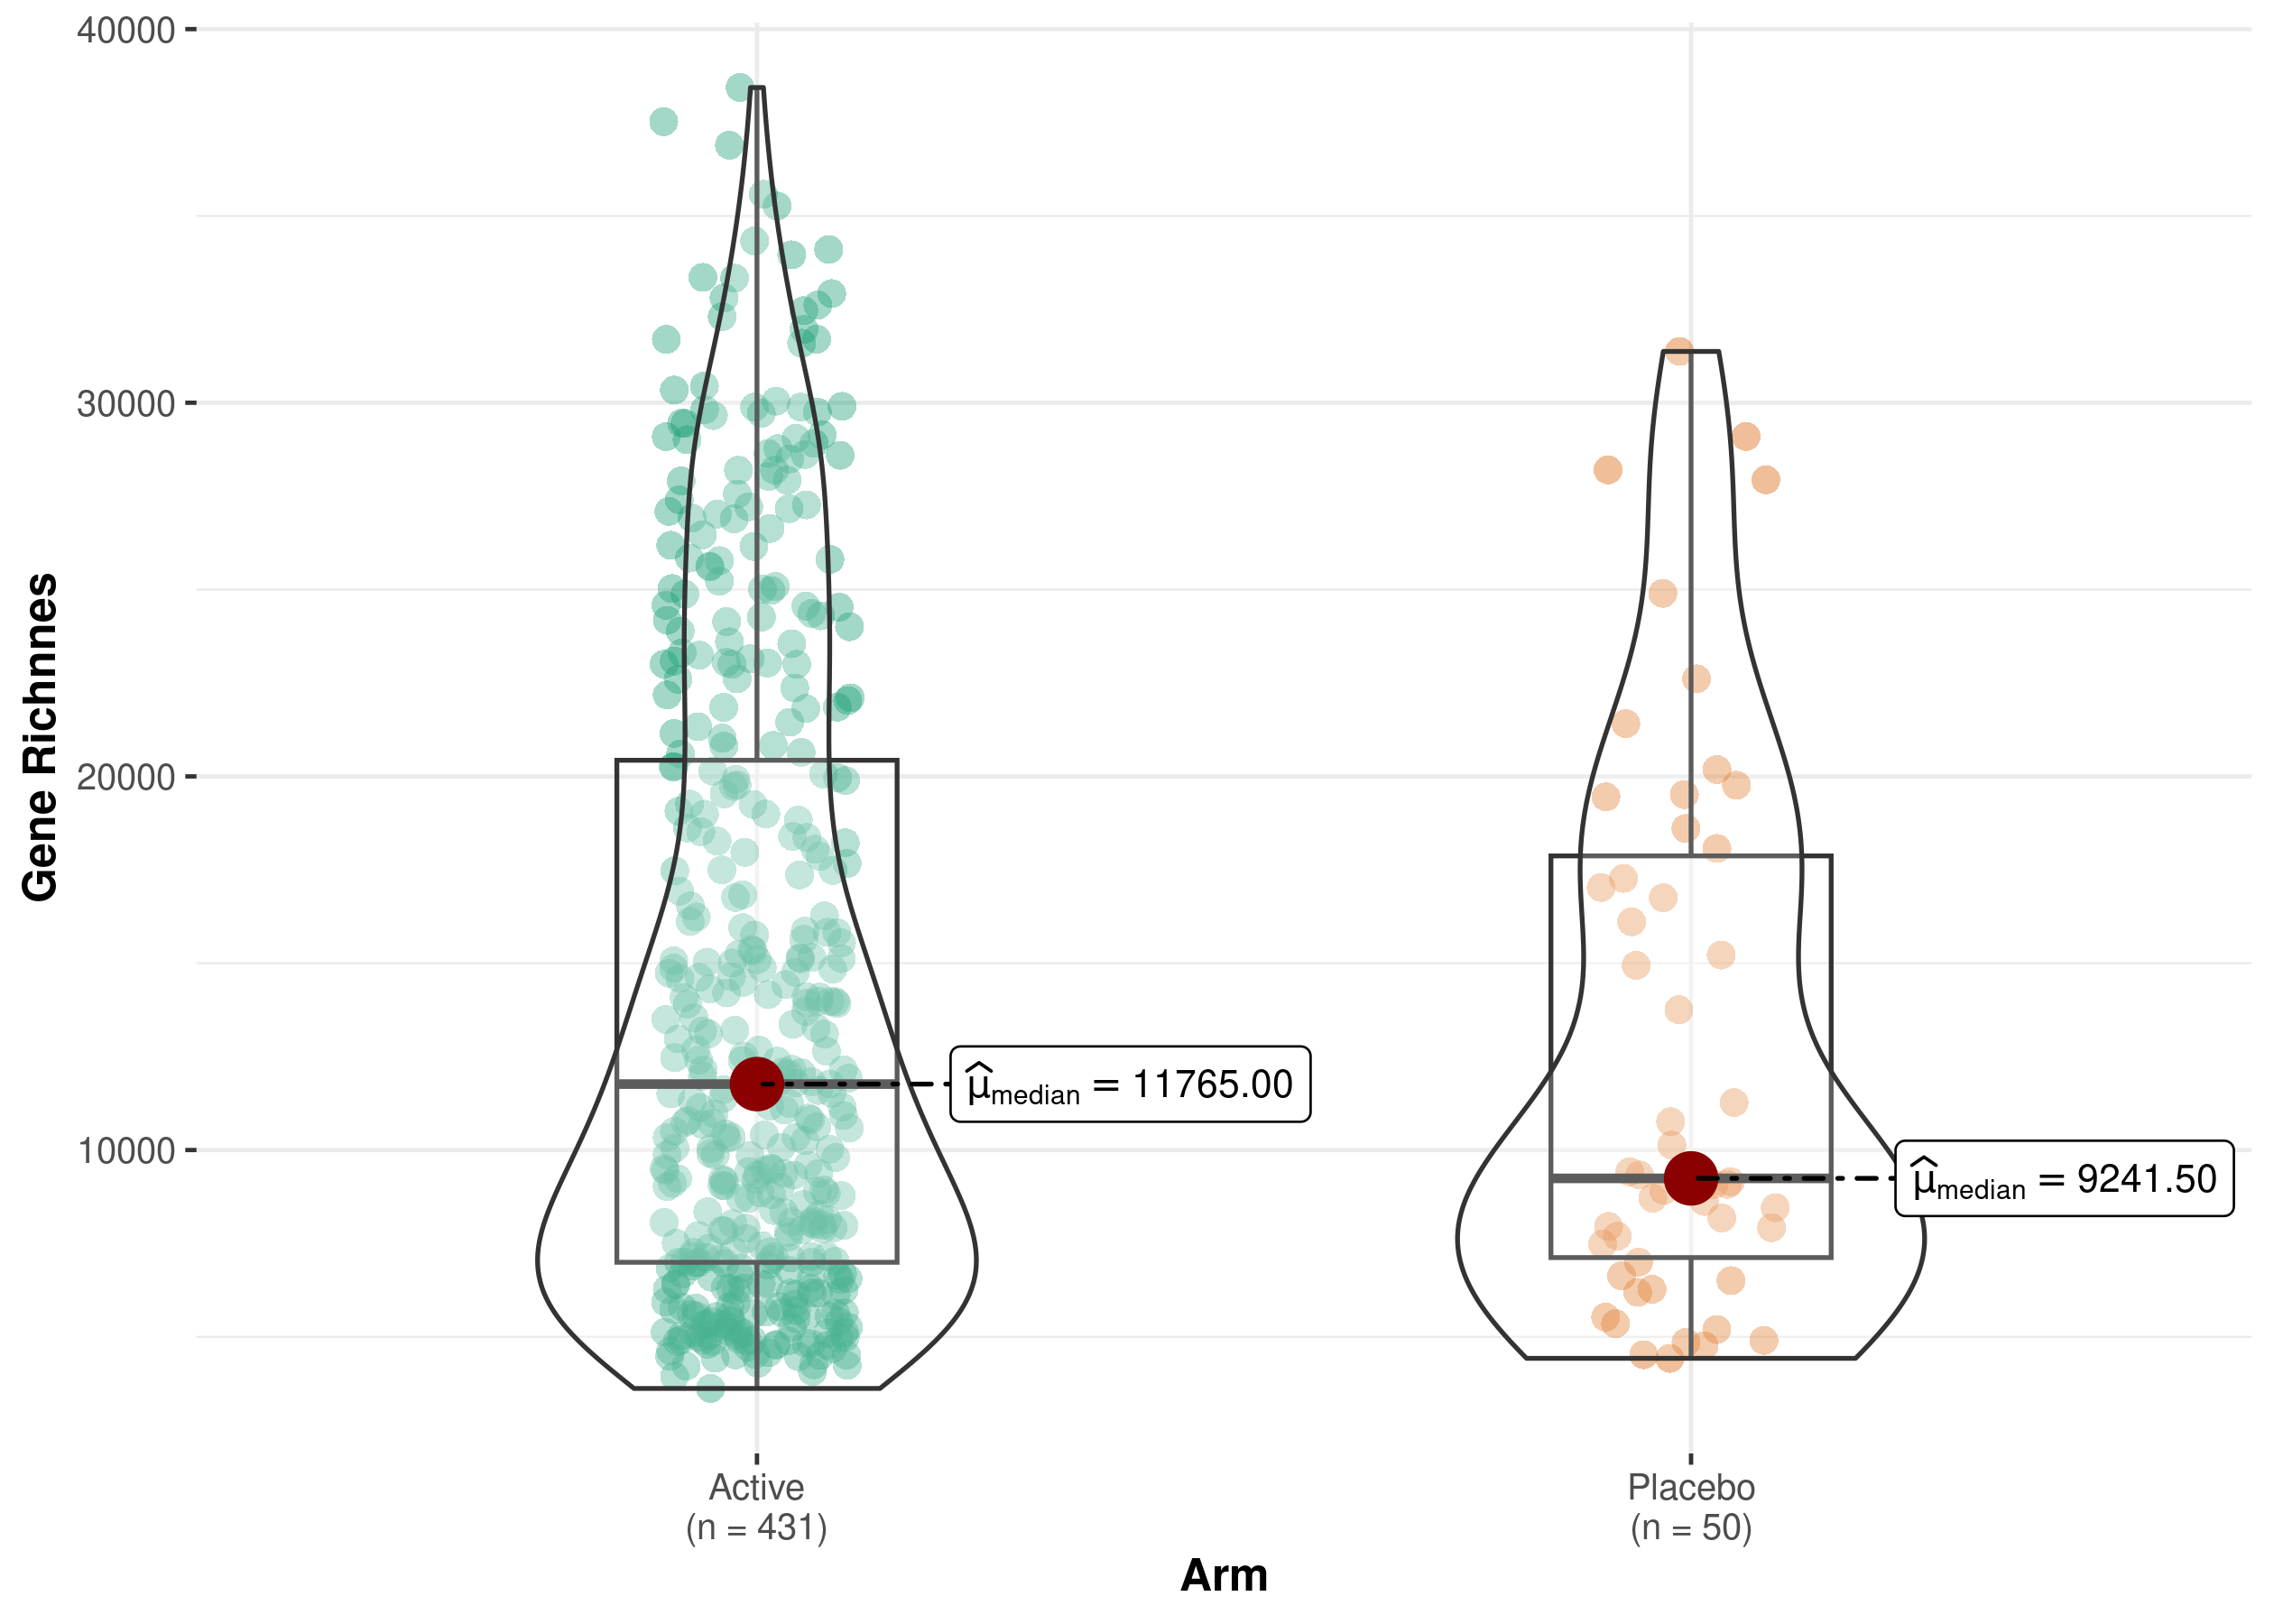 40000
30000
20000
10000
Gene Richnnes
μ̂median = 11765.00
μ̂median = 9241.50
Active
(n = 431)
Placebo
(n = 50)
Arm